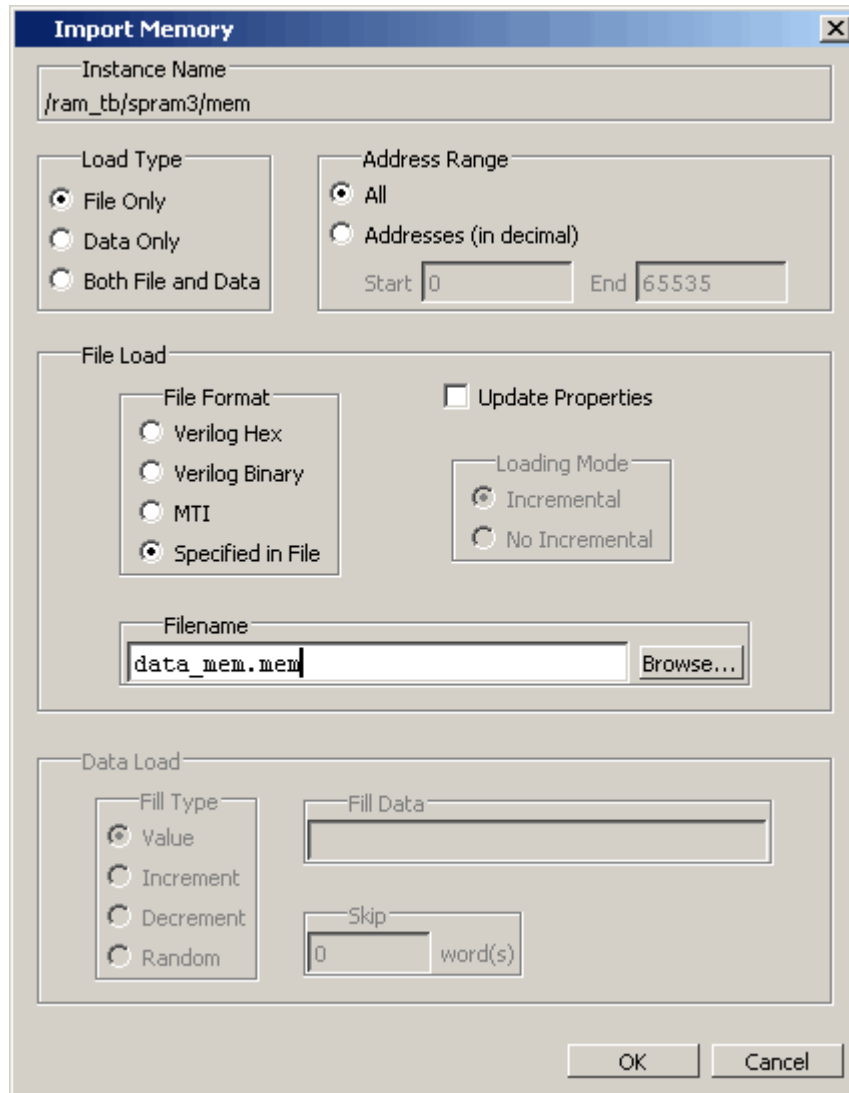 Import Memory
Instance Name
/ram_tb/spram3/mem
Load Type
File Only
Data Only
Both File and Data
Address Range
All
Addresses (in decimal)
Start 0 End 65535
File Load
File Format
Verilog Hex
Verilog Binary
MTI
Specified in File
Update Properties
Loading Mode
Incremental
No Incremental
Filename
data_mem.mem Browse...
Data Load
Fill Type
Value
Increment
Decrement
Random
Fill Data
Skip
0 word(s)
OK Cancel